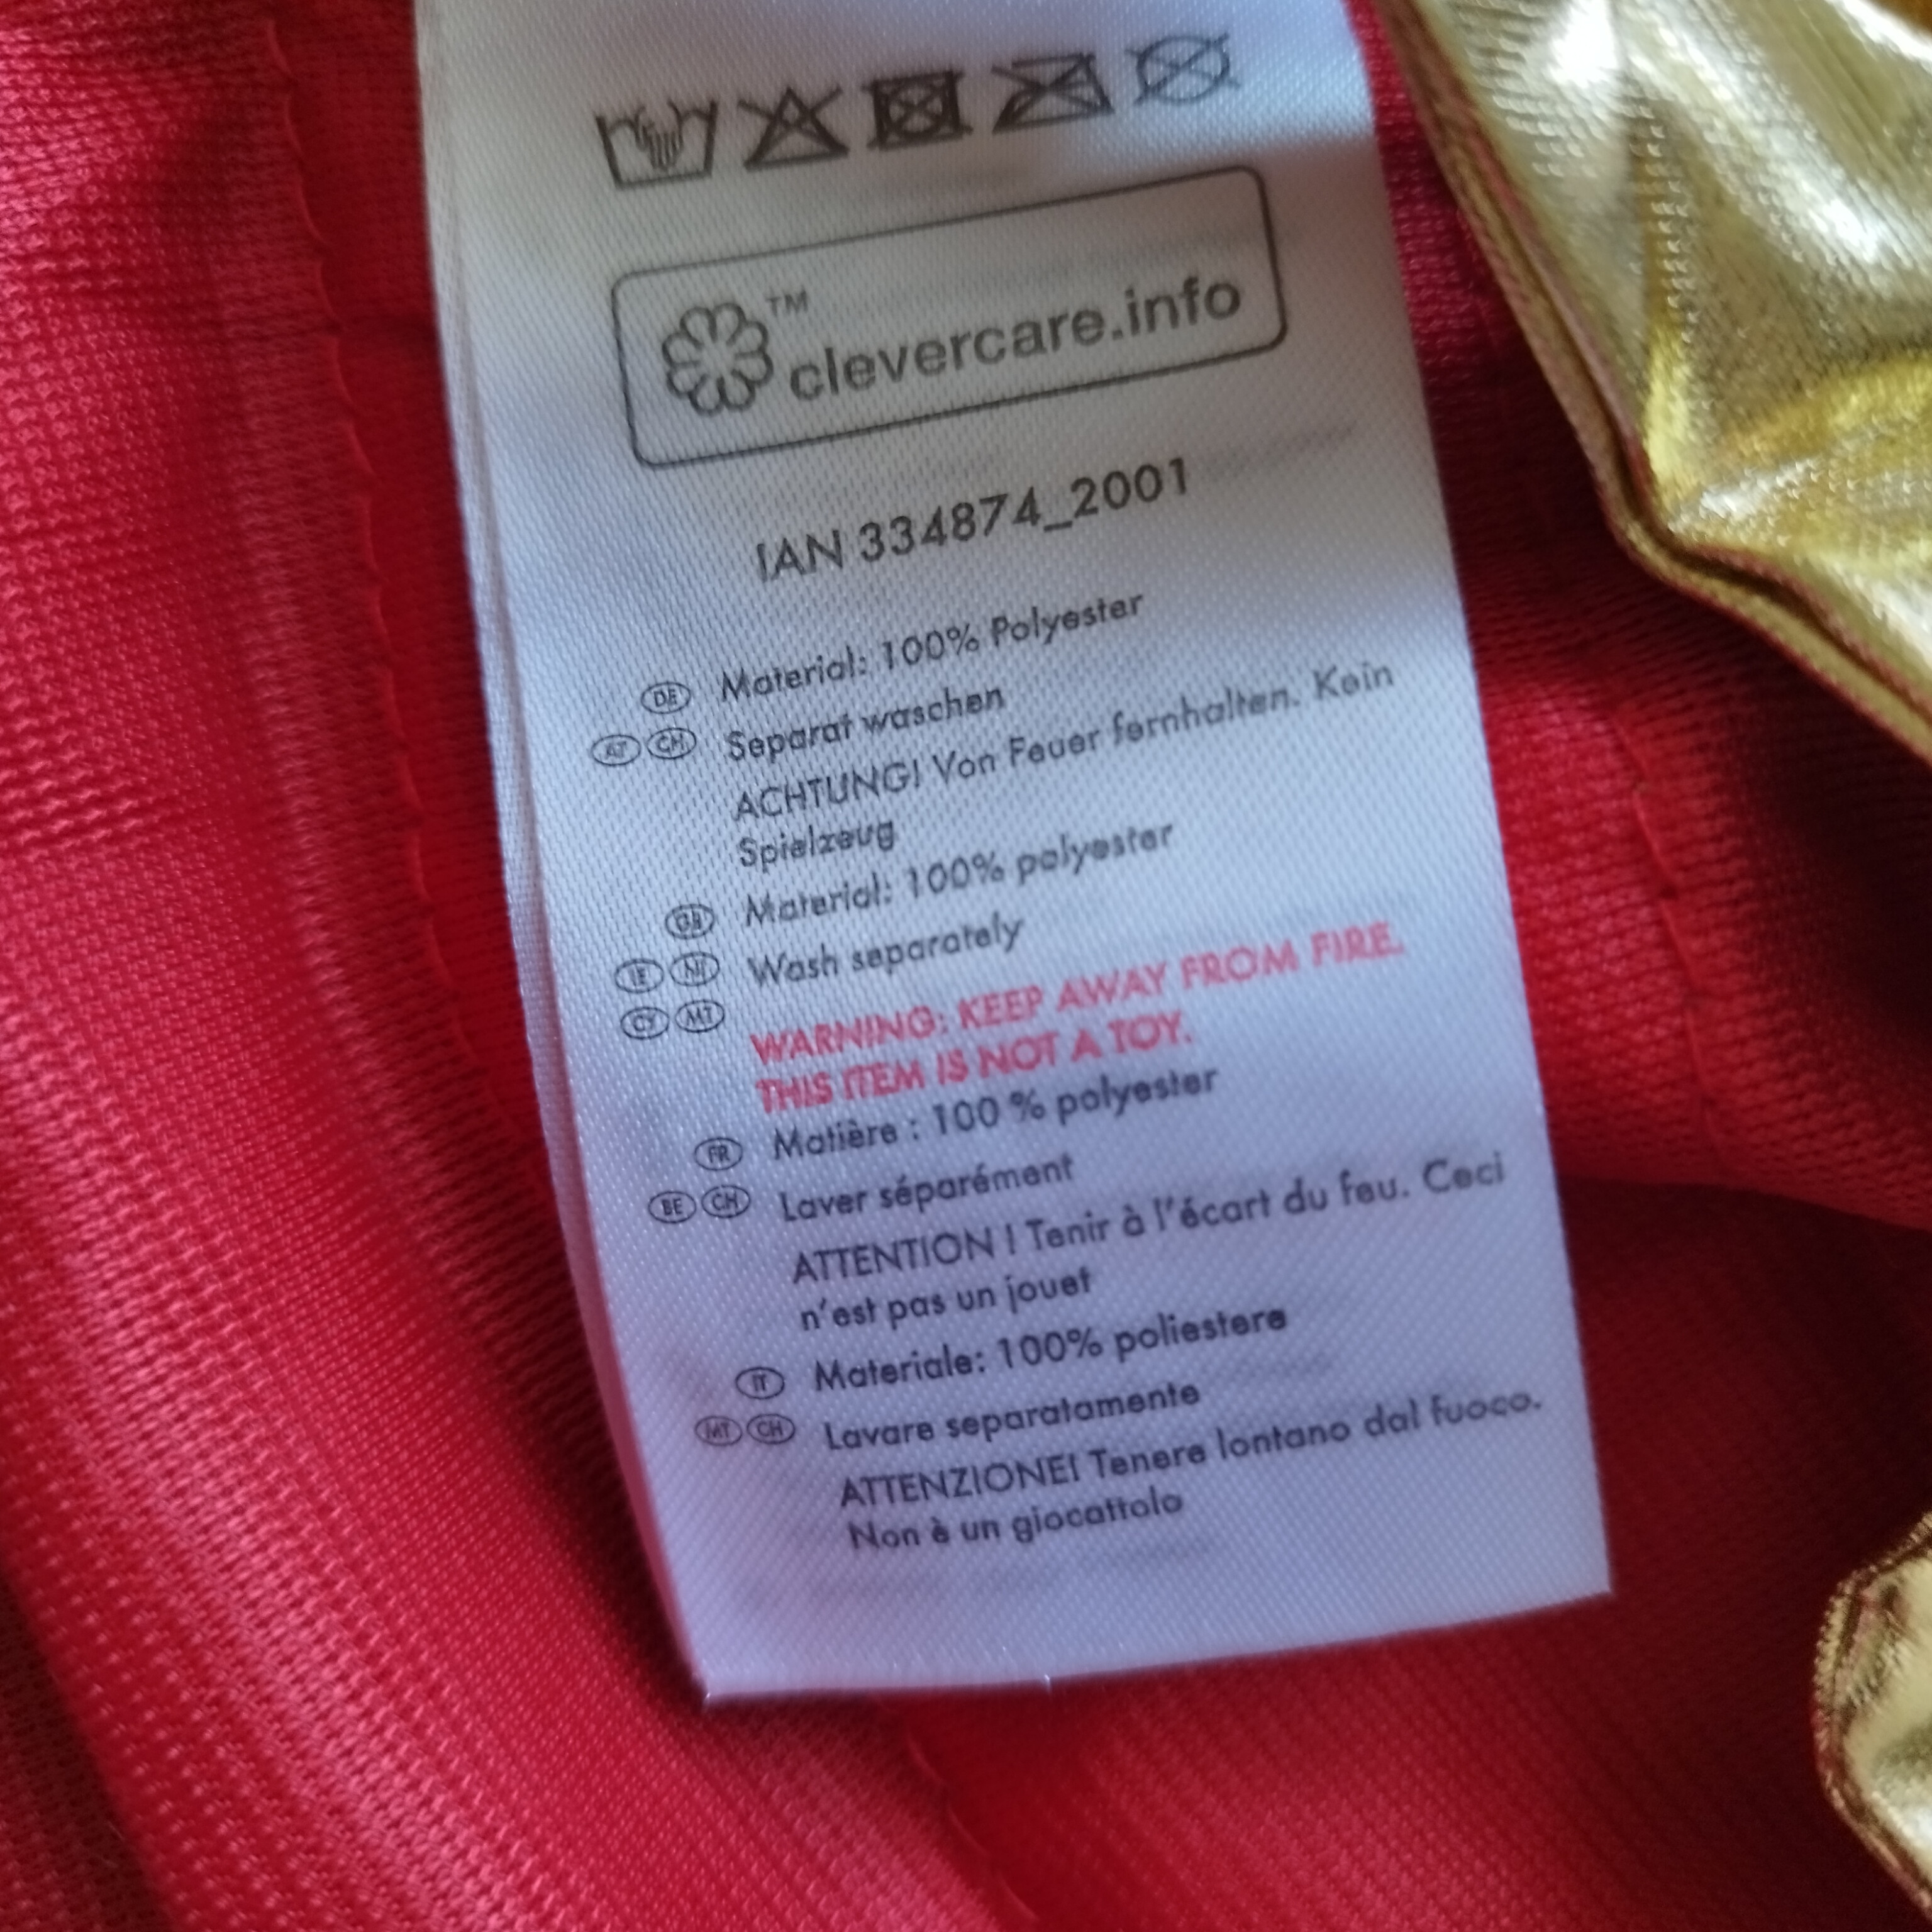 ™ clevercare.info
IAN 334874_2001
DE Material: 100% Polyester
AT CH Separat waschen
ACHTUNG! Von Feuer fernhalten. Kein
Spielzeug
GB Material: 100% polyester
IE NI Wash separately
CY MT
WARNING: KEEP AWAY FROM FIRE.
THIS ITEM IS NOT A TOY.
FR Matière : 100 % polyester
BE CH Laver séparément
ATTENTION ! Tenir à l'écart du feu. Ceci
n'est pas un jouet
IT Materiale: 100% poliestere
MT CH Lavare separatamente
ATTENZIONE! Tenere lontano dal fuoco.
Non è un giocattolo